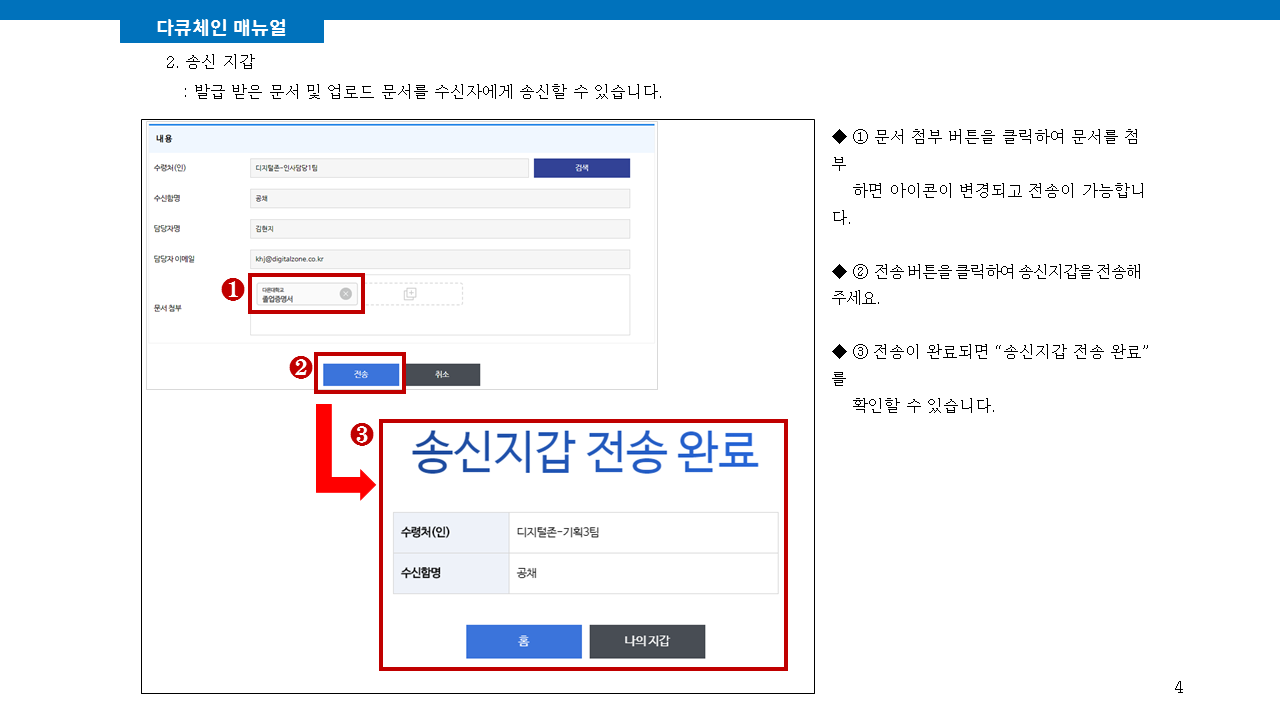 다큐체인 매뉴얼
2. 송신 지갑
: 발급 받은 문서 및 업로드 문서를 수신자에게 송신할 수 있습니다.
내용
수령처(인) 디지털존-인사담당1팀 검색
수신함명 공채
담당자명 김현지
담당자 이메일 khj@digitalzone.co.kr
❶
다큰대학교
졸업증명서
문서 첨부
❷ 전송 취소
❸ 송신지갑 전송 완료
수령처(인) 디지털존-기획3팀
수신함명 공채
홈 나의 지갑
◆ ① 문서 첨부 버튼을 클릭하여 문서를 첨
부
하면 아이콘이 변경되고 전송이 가능합니
다.
◆ ② 전송 버튼을 클릭하여 송신지갑을 전송해
주세요.
◆ ③ 전송이 완료되면 “송신지갑 전송 완료”
를
확인할 수 있습니다.
4